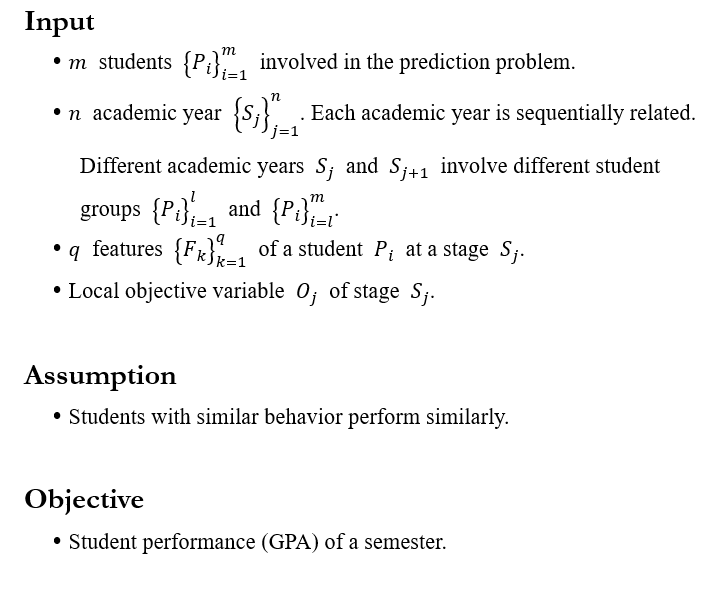 Input
• m students {P_i}_{i=1}^{m} involved in the prediction problem.
• n academic year {S_j}_{j=1}^{n}. Each academic year is sequentially related.
Different academic years S_j and S_{j+1} involve different student
groups {P_i}_{i=1}^{l} and {P_i}_{i=l}^{m}.
• q features {F_k}_{k=1}^{q} of a student P_i at a stage S_j.
• Local objective variable O_j of stage S_j.
Assumption
• Students with similar behavior perform similarly.
Objective
• Student performance (GPA) of a semester.